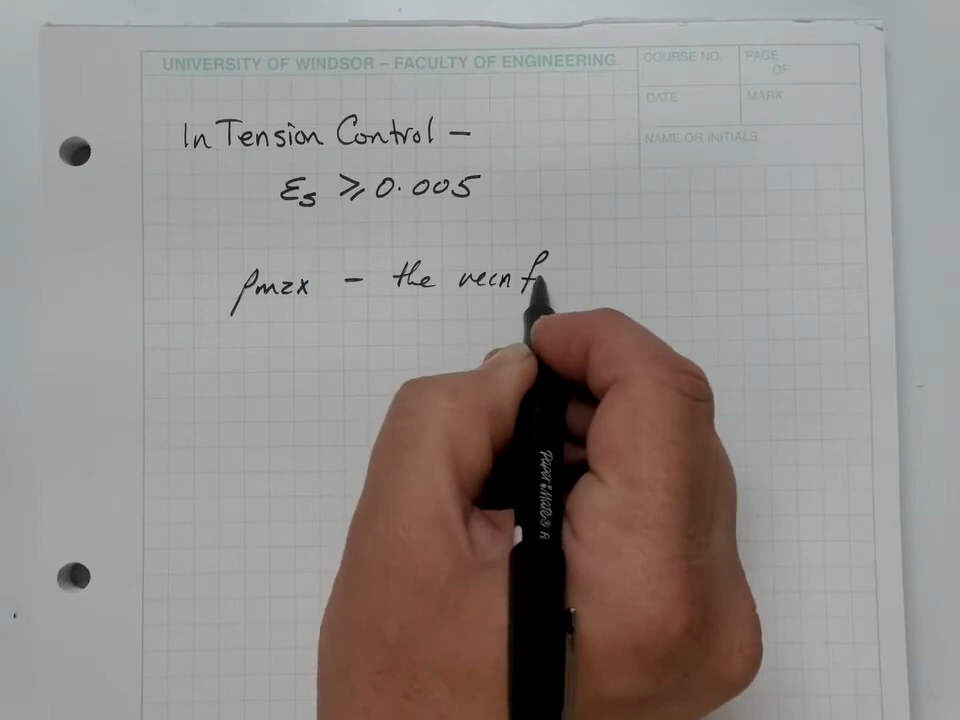 UNIVERSITY OF WINDSOR – FACULTY OF ENGINEERING
COURSE NO.
PAGE
OF
DATE
MARK
NAME OR INITIALS
In Tension Control –
εs ⩾ 0.005
ρmax – the reinf
PaperMate®